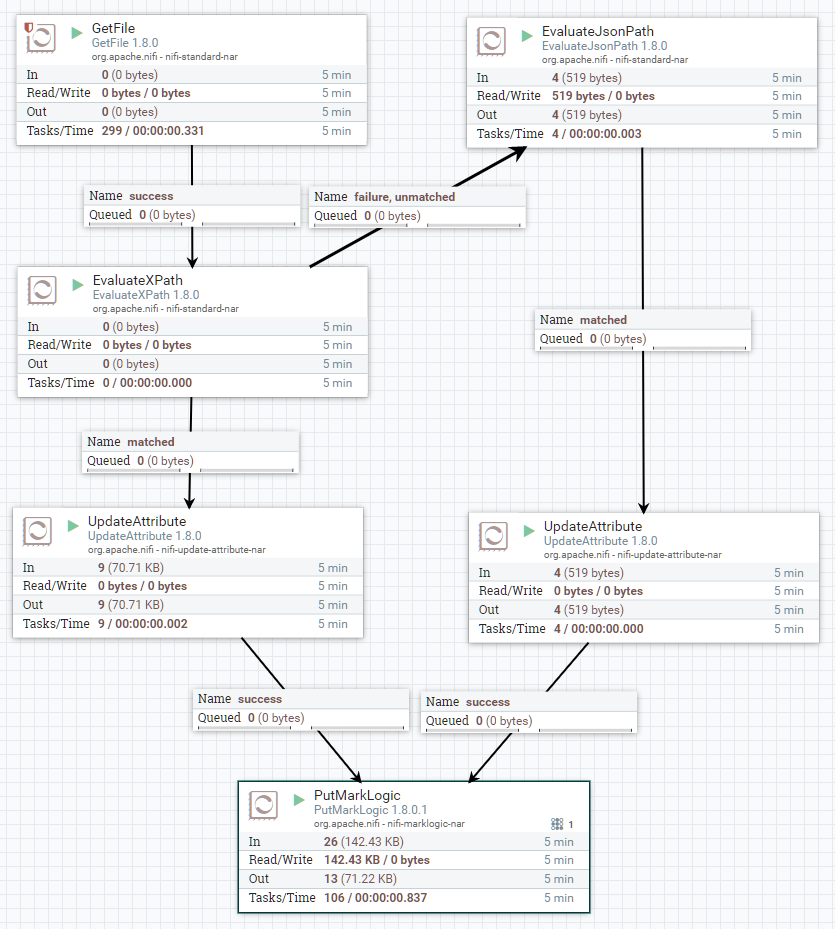 GetFile
GetFile 1.8.0
org.apache.nifi - nifi-standard-nar
In 0 (0 bytes) 5 min
Read/Write 0 bytes / 0 bytes 5 min
Out 0 (0 bytes) 5 min
Tasks/Time 299 / 00:00:00.331 5 min
EvaluateJsonPath
EvaluateJsonPath 1.8.0
org.apache.nifi - nifi-standard-nar
In 4 (519 bytes) 5 min
Read/Write 519 bytes / 0 bytes 5 min
Out 4 (519 bytes) 5 min
Tasks/Time 4 / 00:00:00.003 5 min
Name success
Queued 0 (0 bytes)
Name failure, unmatched
Queued 0 (0 bytes)
EvaluateXPath
EvaluateXPath 1.8.0
org.apache.nifi - nifi-standard-nar
In 0 (0 bytes) 5 min
Read/Write 0 bytes / 0 bytes 5 min
Out 0 (0 bytes) 5 min
Tasks/Time 0 / 00:00:00.000 5 min
Name matched
Queued 0 (0 bytes)
Name matched
Queued 0 (0 bytes)
UpdateAttribute
UpdateAttribute 1.8.0
org.apache.nifi - nifi-update-attribute-nar
In 9 (70.71 KB) 5 min
Read/Write 0 bytes / 0 bytes 5 min
Out 9 (70.71 KB) 5 min
Tasks/Time 9 / 00:00:00.002 5 min
UpdateAttribute
UpdateAttribute 1.8.0
org.apache.nifi - nifi-update-attribute-nar
In 4 (519 bytes) 5 min
Read/Write 0 bytes / 0 bytes 5 min
Out 4 (519 bytes) 5 min
Tasks/Time 4 / 00:00:00.000 5 min
Name success
Queued 0 (0 bytes)
Name success
Queued 0 (0 bytes)
PutMarkLogic
PutMarkLogic 1.8.0.1
org.apache.nifi - nifi-marklogic-nar
1
In 26 (142.43 KB) 5 min
Read/Write 142.43 KB / 0 bytes 5 min
Out 13 (71.22 KB) 5 min
Tasks/Time 106 / 00:00:00.837 5 min